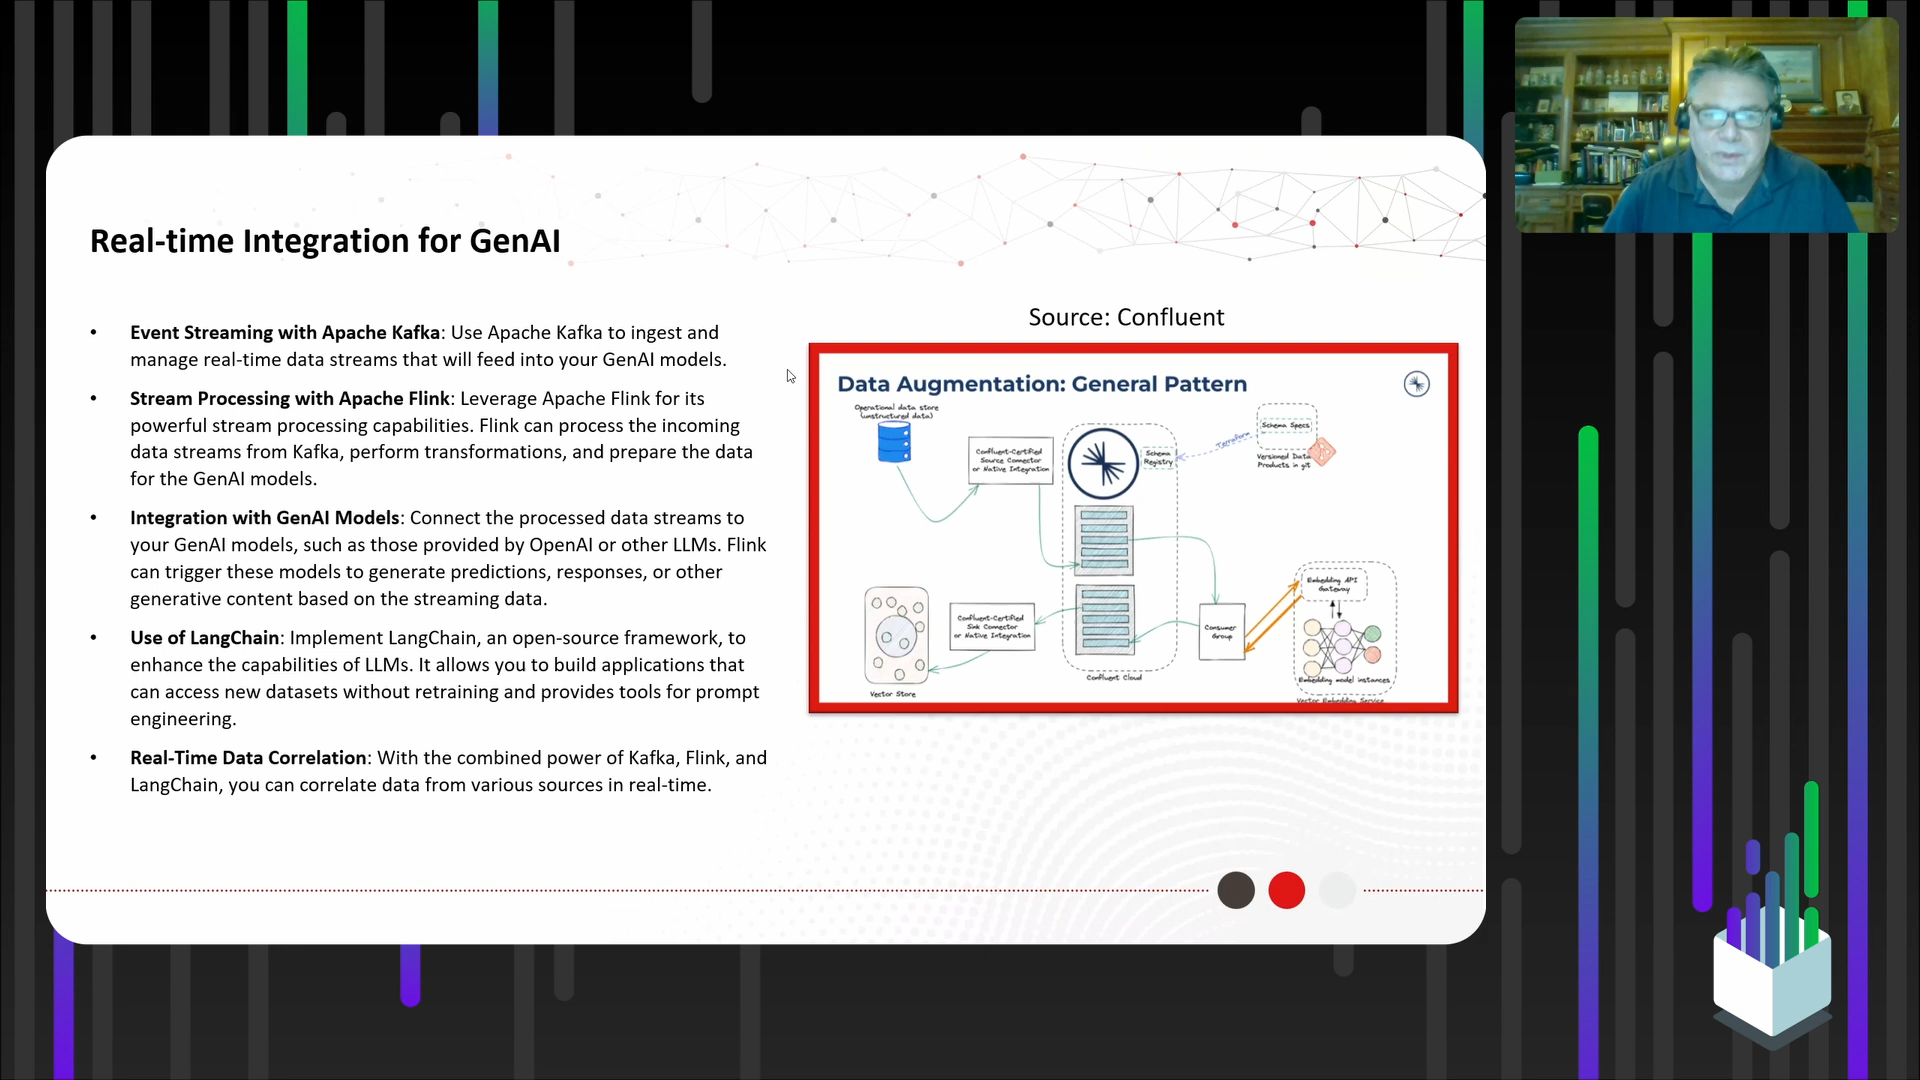 Real-time Integration for GenAI
• Event Streaming with Apache Kafka: Use Apache Kafka to ingest and
manage real-time data streams that will feed into your GenAI models.
• Stream Processing with Apache Flink: Leverage Apache Flink for its
powerful stream processing capabilities. Flink can process the incoming
data streams from Kafka, perform transformations, and prepare the data
for the GenAI models.
• Integration with GenAI Models: Connect the processed data streams to
your GenAI models, such as those provided by OpenAI or other LLMs. Flink
can trigger these models to generate predictions, responses, or other
generative content based on the streaming data.
• Use of LangChain: Implement LangChain, an open-source framework, to
enhance the capabilities of LLMs. It allows you to build applications that
can access new datasets without retraining and provides tools for prompt
engineering.
• Real-Time Data Correlation: With the combined power of Kafka, Flink, and
LangChain, you can correlate data from various sources in real-time.
Source: Confluent
Data Augmentation: General Pattern
Operational data store
(unstructured data)
Confluent-Certified
Source Connector
or Native Integration
Schema
Registry
Terraform
Schema Specs
Versioned Data
Products in git
Vector Store
Confluent-Certified
Sink Connector
or Native Integration
Confluent Cloud
Consumer
Group
Embedding API
Gateway
Embedding model instances
Vector Embedding Service